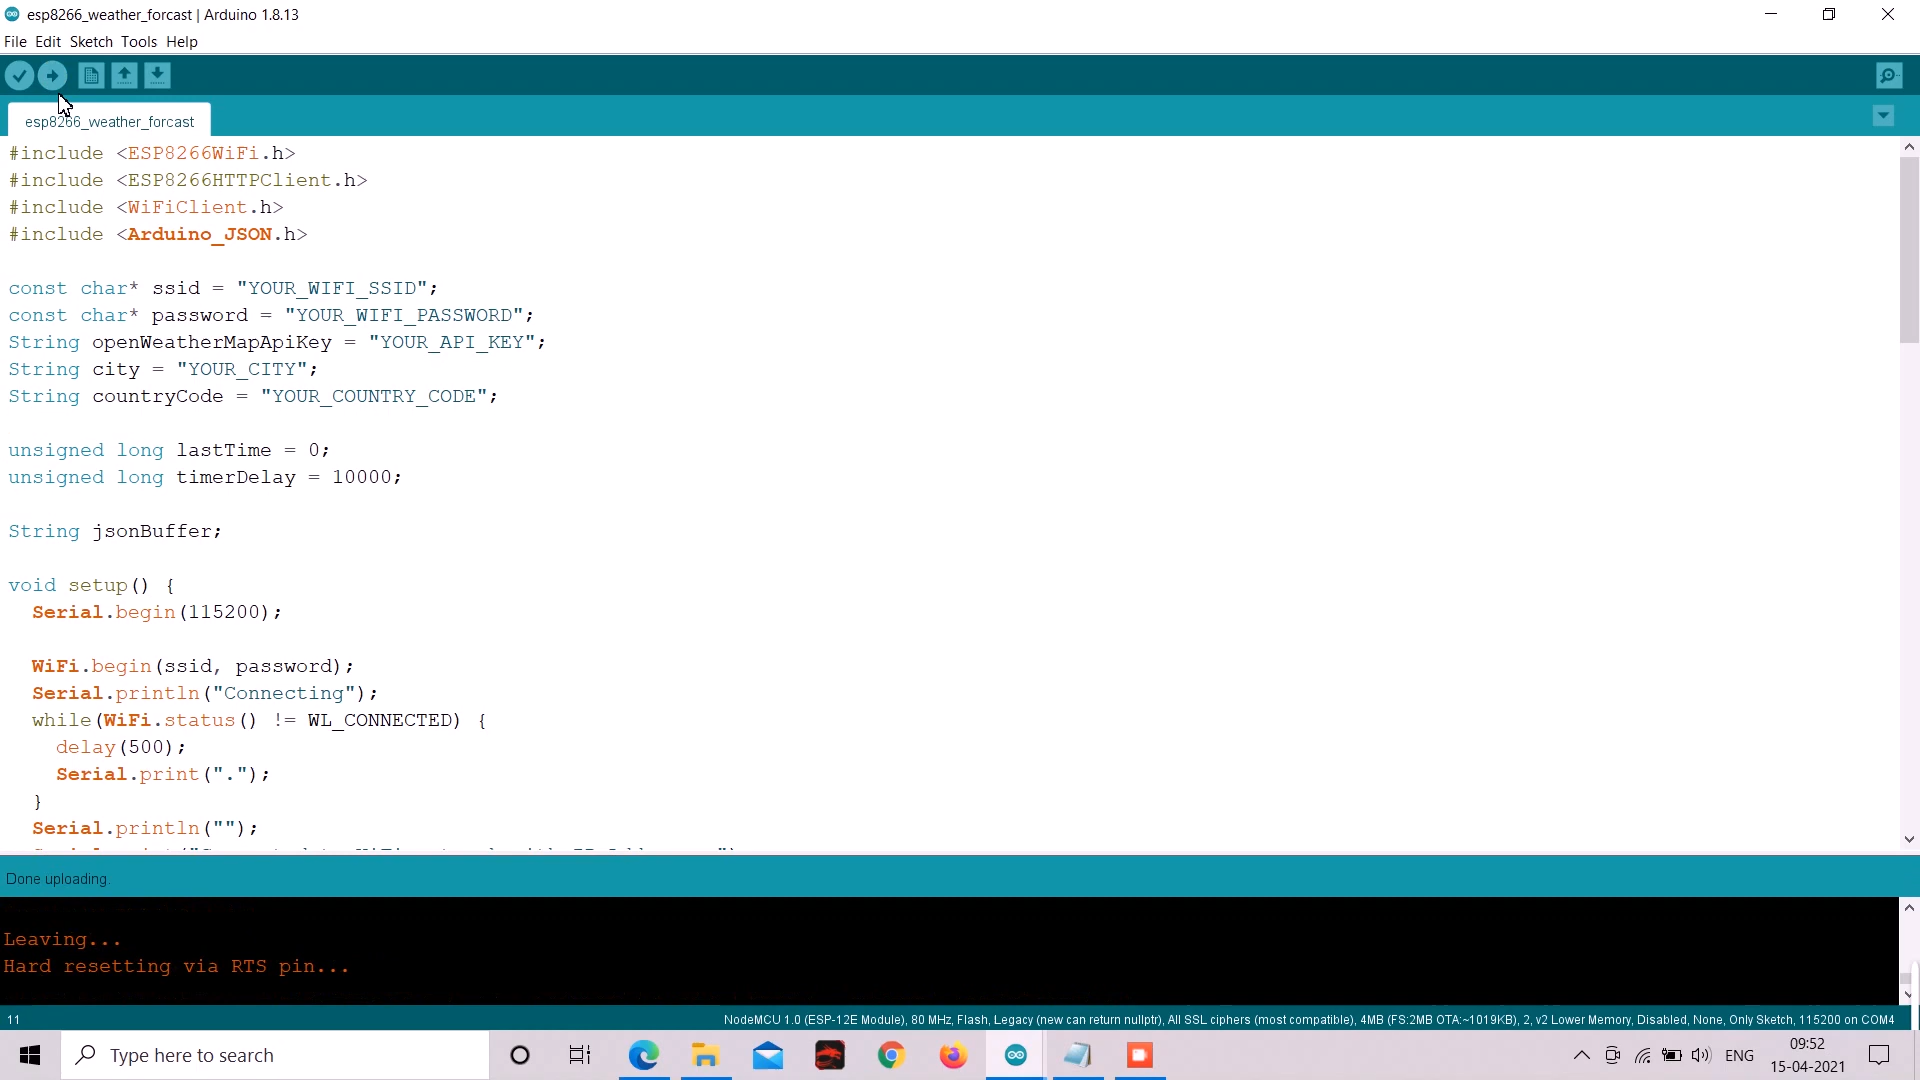 esp8266_weather_forcast | Arduino 1.8.13
File Edit Sketch Tools Help
esp8266_weather_forcast
#include <ESP8266WiFi.h>
#include <ESP8266HTTPClient.h>
#include <WiFiClient.h>
#include <Arduino_JSON.h>
const char* ssid = "YOUR_WIFI_SSID";
const char* password = "YOUR_WIFI_PASSWORD";
String openWeatherMapApiKey = "YOUR_API_KEY";
String city = "YOUR_CITY";
String countryCode = "YOUR_COUNTRY_CODE";
unsigned long lastTime = 0;
unsigned long timerDelay = 10000;
String jsonBuffer;
void setup() {
Serial.begin(115200);
WiFi.begin(ssid, password);
Serial.println("Connecting");
while(WiFi.status() != WL_CONNECTED) {
delay(500);
Serial.print(".");
}
Serial.println("");
Done uploading.
Leaving...
Hard resetting via RTS pin...
11
NodeMCU 1.0 (ESP-12E Module), 80 MHz, Flash, Legacy (new can return nullptr), All SSL ciphers (most compatible), 4MB (FS:2MB OTA:~1019KB), 2, v2 Lower Memory, Disabled, None, Only Sketch, 115200 on COM4
Type here to search
ENG
09:52
15-04-2021